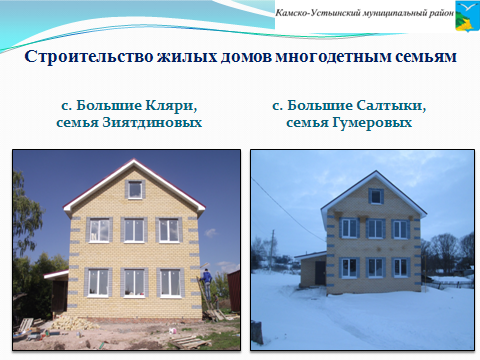 Камско-Устьинский муниципальный район
Строительство жилых домов многодетным семьям
с. Большие Кляри,
семья Зиятдиновых
с. Большие Салтыки,
семья Гумеровых